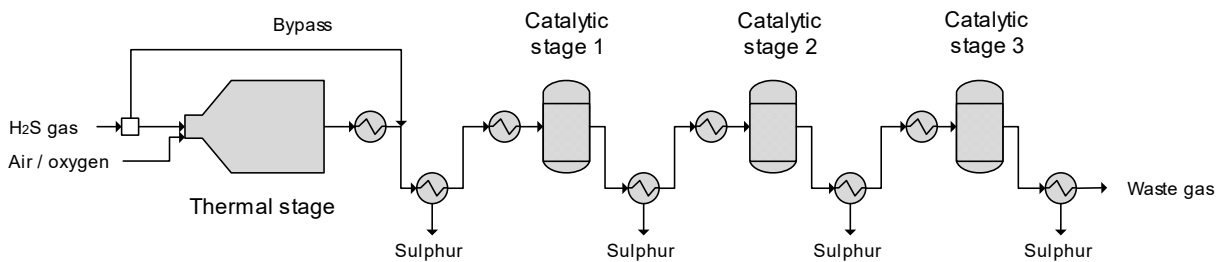 Bypass
Catalytic
stage 1
Catalytic
stage 2
Catalytic
stage 3
H2S gas
Air / oxygen
Thermal stage
Waste gas
Sulphur
Sulphur
Sulphur
Sulphur